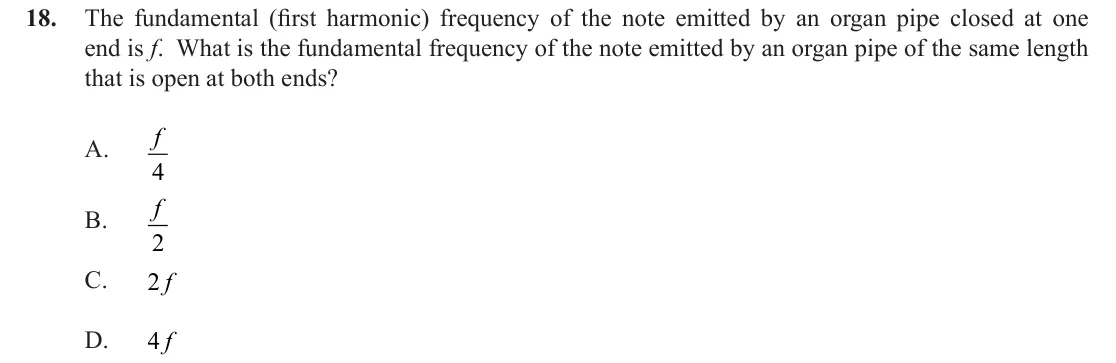 18. The fundamental (first harmonic) frequency of the note emitted by an organ pipe closed at one
end is f. What is the fundamental frequency of the note emitted by an organ pipe of the same length
that is open at both ends?
A. f/4
B. f/2
C. 2f
D. 4f